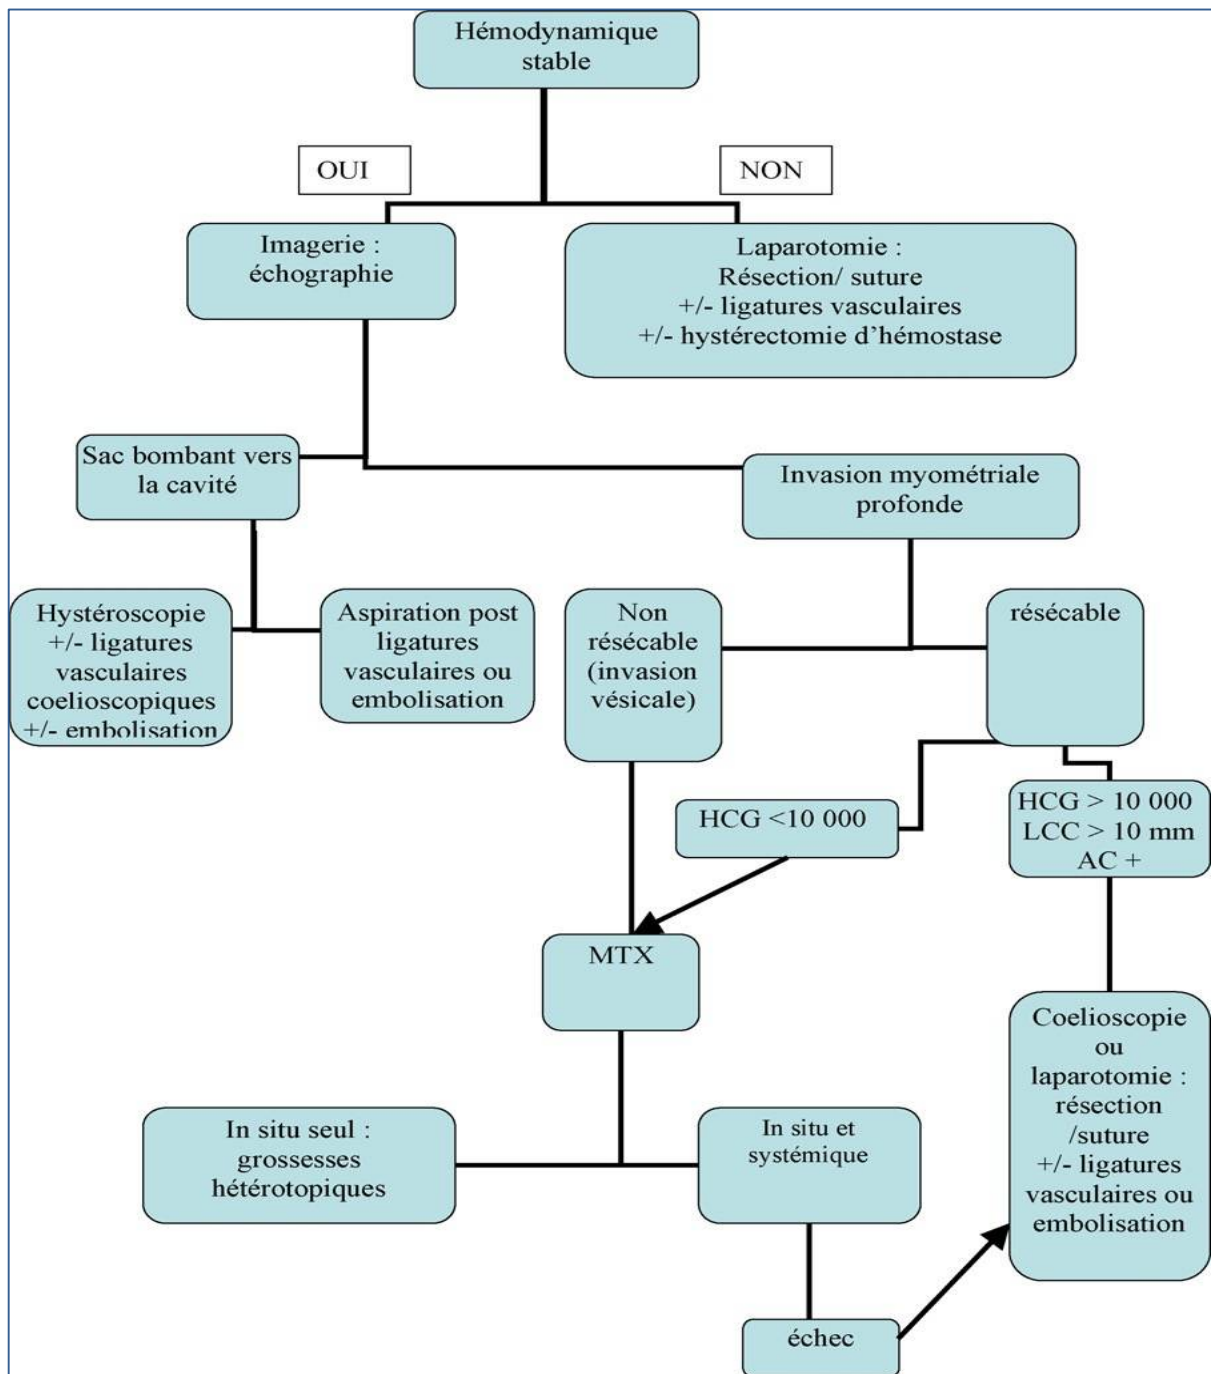 Hémodynamique
stable
OUI
NON
Imagerie :
échographie
Laparotomie :
Résection/ suture
+/- ligatures vasculaires
+/- hystérectomie d’hémostase
Sac bombant vers
la cavité
Invasion myométriale
profonde
Hystéroscopie
+/- ligatures
vasculaires
coelioscopiques
+/- embolisation
Aspiration post
ligatures
vasculaires ou
embolisation
Non
résécable
(invasion
vésicale)
résécable
HCG <10 000
HCG > 10 000
LCC > 10 mm
AC +
MTX
In situ seul :
grossesses
hétérotopiques
In situ et
systémique
Coelioscopie
ou
laparotomie :
résection
/suture
+/- ligatures
vasculaires ou
embolisation
échec